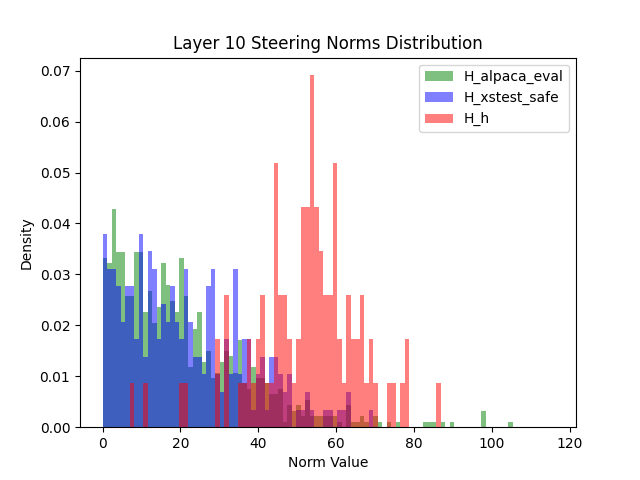 Layer 10 Steering Norms Distribution
H_alpaca_eval
H_xstest_safe
H_h
Density
0.07
0.06
0.05
0.04
0.03
0.02
0.01
0.00
0 20 40 60 80 100 120
Norm Value